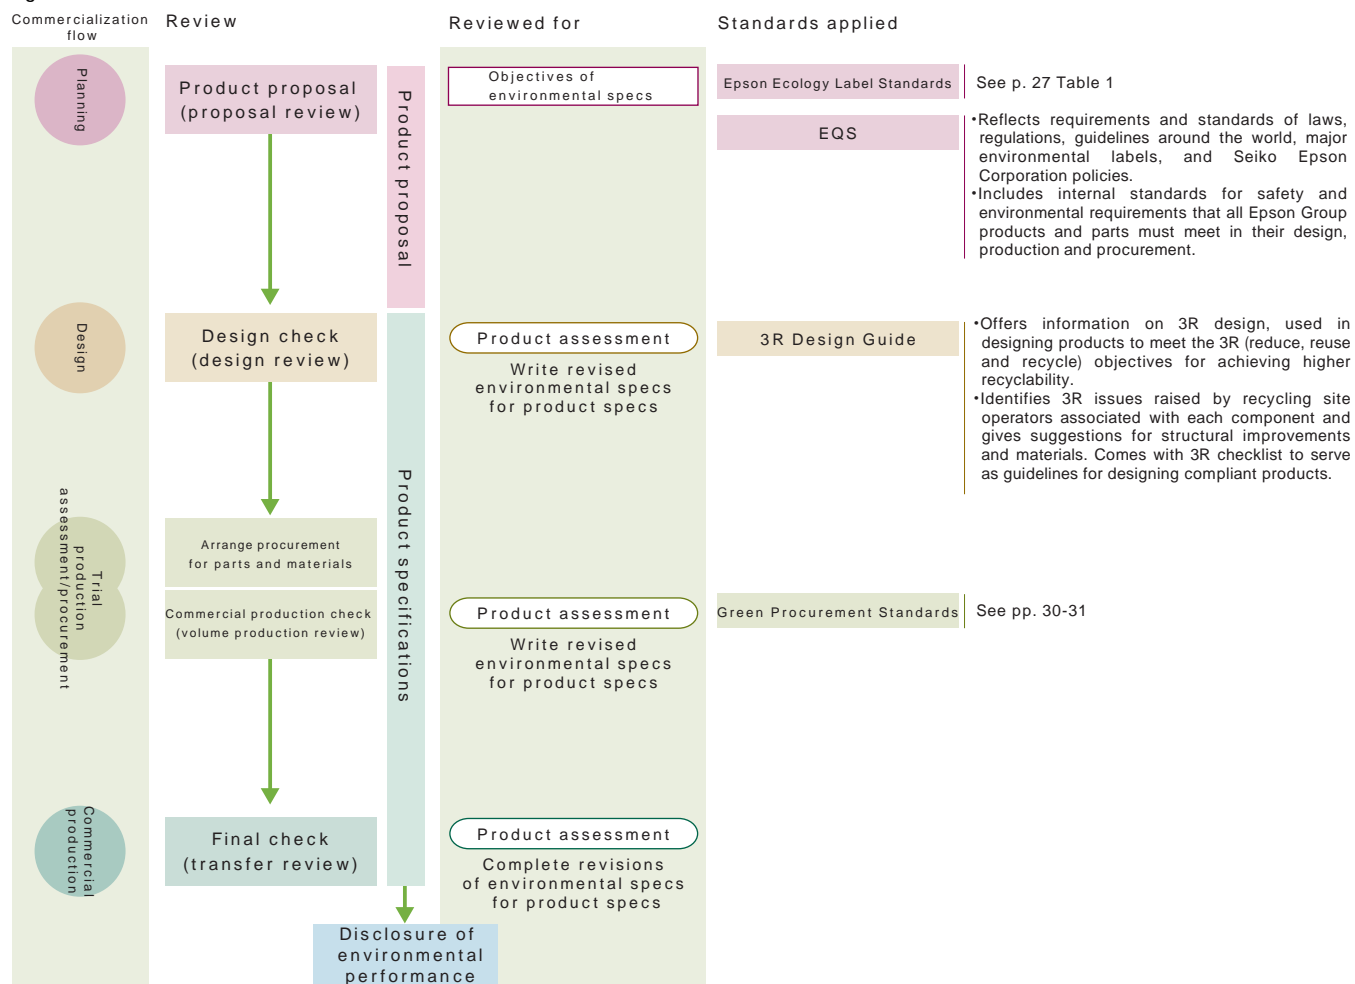 Commercialization
flow
Review
Reviewed for
Standards applied
Planning
Product proposal
(proposal review)
Product proposal
Objectives of
environmental specs
Epson Ecology Label Standards
See p. 27 Table 1
EQS
•Reflects requirements and standards of laws,
regulations, guidelines around the world, major
environmental labels, and Seiko Epson
Corporation policies.
•Includes internal standards for safety and
environmental requirements that all Epson Group
products and parts must meet in their design,
production and procurement.
Design
Design check
(design review)
Product specifications
Product assessment
Write revised
environmental specs
for product specs
3R Design Guide
•Offers information on 3R design, used in
designing products to meet the 3R (reduce, reuse
and recycle) objectives for achieving higher
recyclability.
•Identifies 3R issues raised by recycling site
operators associated with each component and
gives suggestions for structural improvements
and materials. Comes with 3R checklist to serve
as guidelines for designing compliant products.
Trial
production
assessment/procurement
Arrange procurement
for parts and materials
Commercial production check
(volume production review)
Product assessment
Write revised
environmental specs
for product specs
Green Procurement Standards
See pp. 30-31
Commercial
production
Final check
(transfer review)
Product assessment
Complete revisions
of environmental specs
for product specs
Disclosure of
environmental
performance